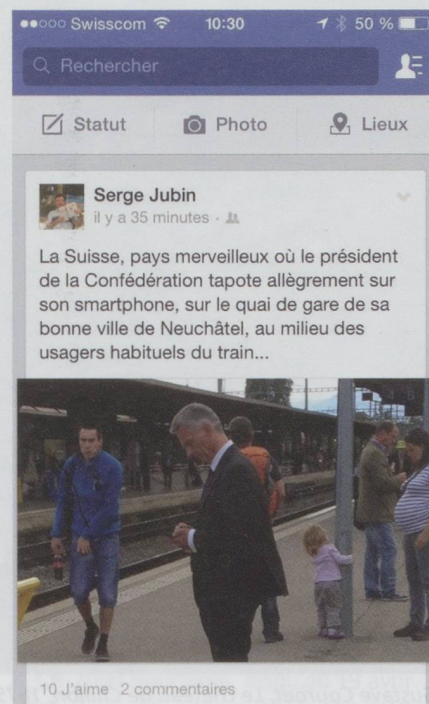 Swisscom 10:30 50 %
Rechercher
Statut Photo Lieux
Serge Jubin
il y a 35 minutes ·
La Suisse, pays merveilleux où le président
de la Confédération tapote allègrement sur
son smartphone, sur le quai de gare de sa
bonne ville de Neuchâtel, au milieu des
usagers habituels du train...
10 J'aime 2 commentaires